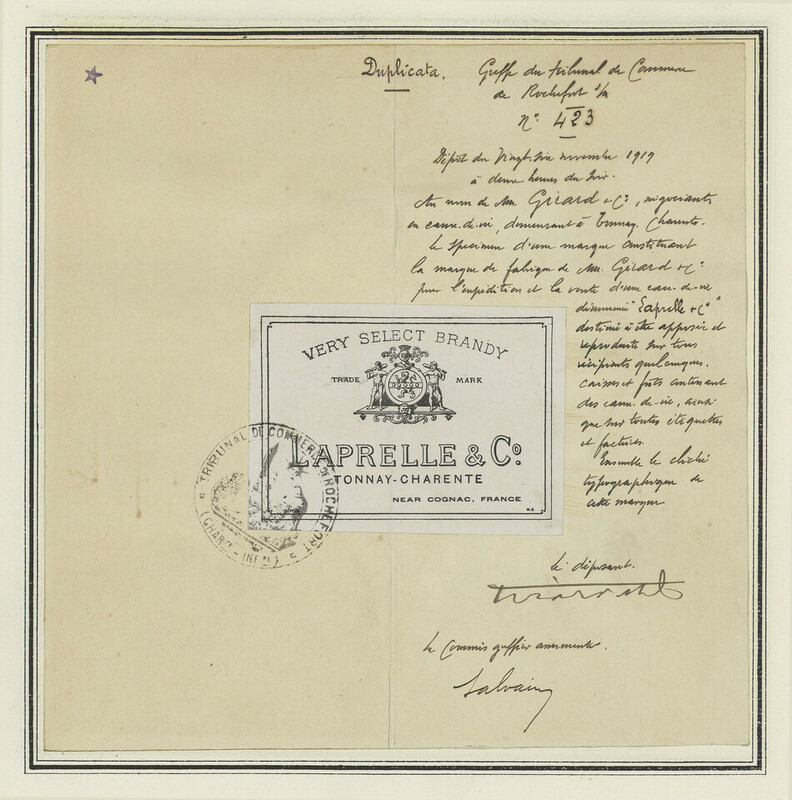 Duplicata.
Greffe du tribunal de Commerce
de Rochefort s/m
N° 423
Dépôt du Vingt-six novembre 1919
à deux heures du soir.
Au nom de MM. Girard & Cie, négociants
en eaux-de-vie, demeurant à Tonnay-Charente.
le spécimen d'une marque constituant
la marque de fabrique de MM. Girard & Cie
pour l'expédition et la vente d'une eau-de-vie
dénommée "Laprelle & Co"
destiné à être apposée et
reproduite sur tous
récipients quelconques,
caisses et fûts contenant
des eaux-de-vie, ainsi
que sur toutes étiquettes
et factures.
Ensemble le cliché
typographique de
cette marque
VERY SELECT BRANDY
TRADE MARK
LAPRELLE & Co.
TONNAY-CHARENTE
NEAR COGNAC, FRANCE
TRIBUNAL DE COMMERCE DE ROCHEFORT
(CHARTE-INFRE)
le déposant.
le Commis greffier assermenté.